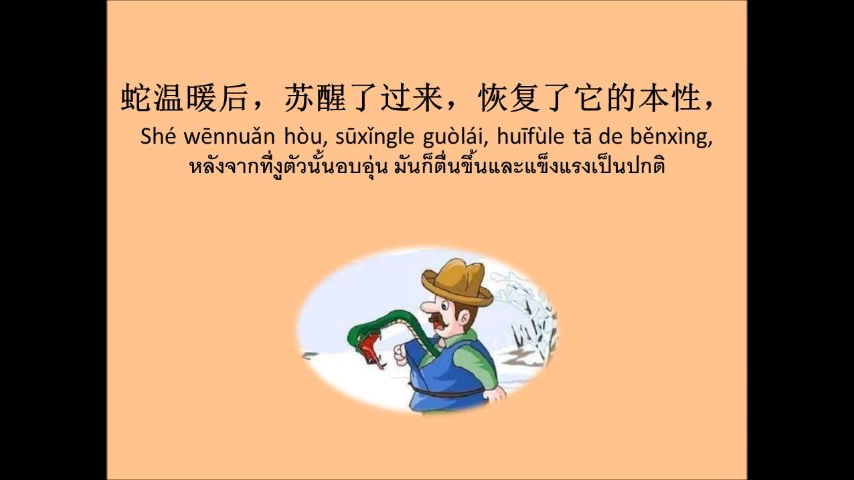 蛇温暖后，苏醒了过来，恢复了它的本性，
Shé wēnnuǎn hòu, sūxǐngle guòlái, huīfùle tā de běnxìng,
หลังจากที่งูตัวนั้นอบอุ่น มันก็ตื่นขึ้นและแข็งแรงเป็นปกติ